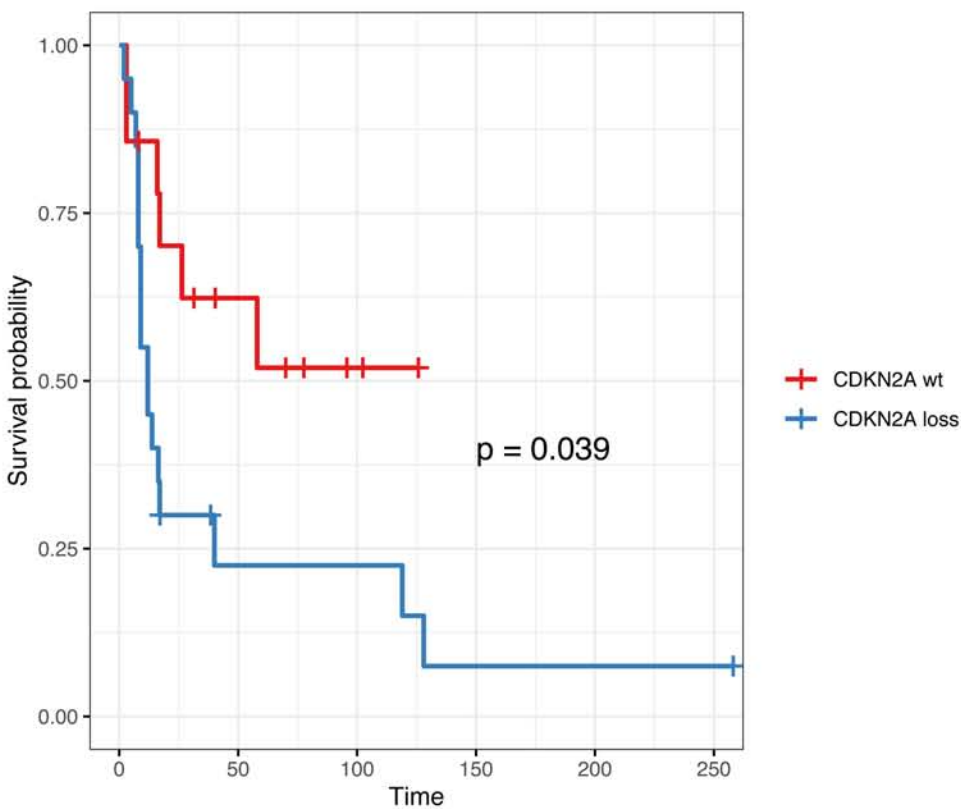 1.00
0.75
0.50
0.25
0.00
Survival probability
p = 0.039
0 50 100 150 200 250
Time
CDKN2A wt
CDKN2A loss